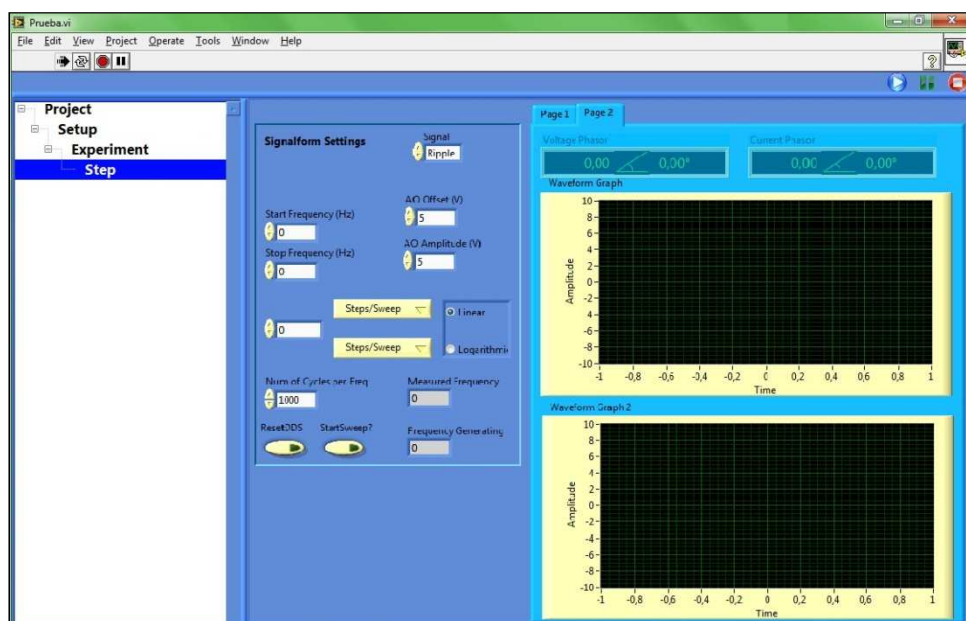 Prueba.vi
File Edit View Project Operate Tools Window Help
Project
Setup
Experiment
Step
Signalform Settings
Signal
Ripple
AO Offset (V)
5
Start Frequency (Hz)
0
AO Amplitude (V)
5
Stop Frequency (Hz)
0
Steps/Sweep
Linear
0
Steps/Sweep
Logarithmi
Num of Cycles per Freq
1000
Measured Frequency
0
ResetDDS StartSweep?
Frequency Generating
0
Page 1 Page 2
Voltage Phasor
0,00 0,00°
Current Phasor
0,00 0,00°
Waveform Graph
Amplitude
10
8
6
4
2
0
-2
-4
-6
-8
-10
-1 -0,8 -0,6 -0,4 -0,2 0 0,2 0,4 0,6 0,8 1
Time
Waveform Graph 2
Amplitude
10
8
6
4
2
0
-2
-4
-6
-8
-10
-1 -0,8 -0,6 -0,4 -0,2 0 0,2 0,4 0,6 0,8 1
Time